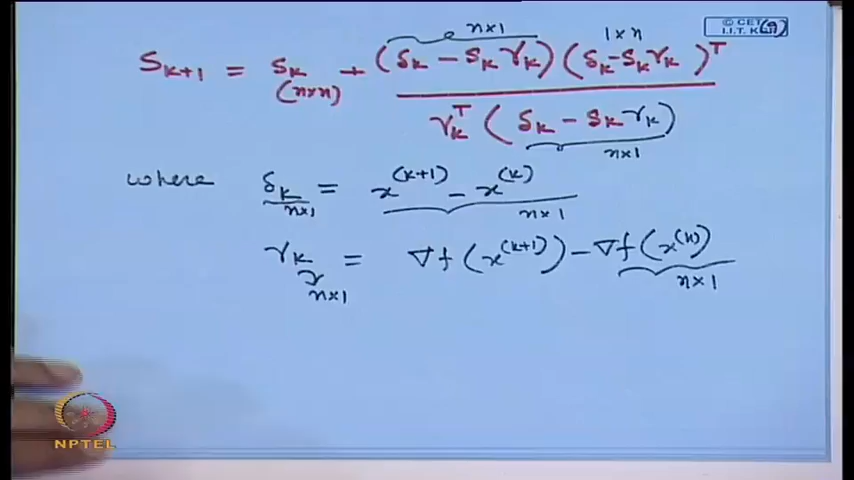 © CET
I.I.T. KGP
(9)
n×1
1×n
S_{k+1} = S_k + (δ_k − S_k γ_k) (δ_k − S_k γ_k)^T
(n×n)
γ_k^T (δ_k − S_k γ_k)
n×1
where δ_k = x^{(k+1)} − x^{(k)}
n×1
n×1
γ_k = ∇f(x^{(k+1)}) − ∇f(x^{(k)})
n×1
n×1
NPTEL